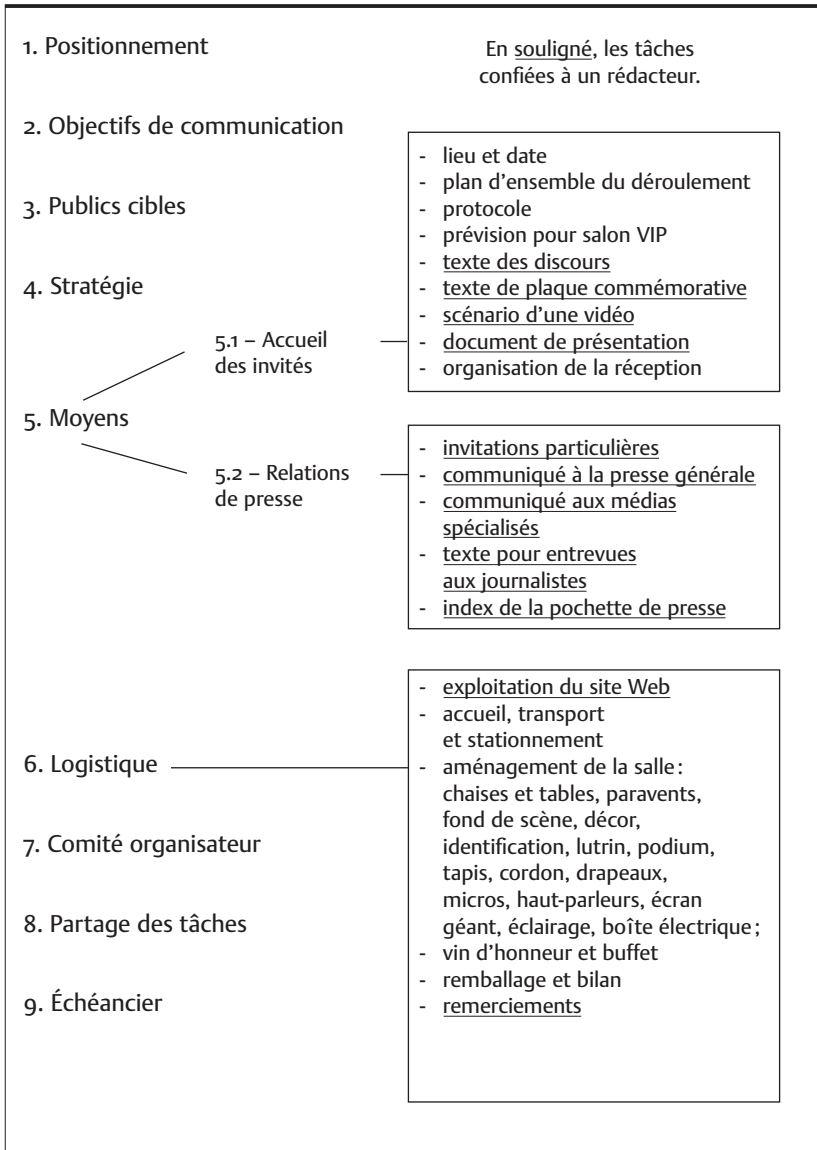 1. Positionnement
En souligné, les tâches
confiées à un rédacteur.
2. Objectifs de communication
3. Publics cibles
4. Stratégie
5.1 – Accueil
des invités
- lieu et date
- plan d'ensemble du déroulement
- protocole
- prévision pour salon VIP
- texte des discours
- texte de plaque commémorative
- scénario d'une vidéo
- document de présentation
- organisation de la réception
5. Moyens
5.2 – Relations
de presse
- invitations particulières
- communiqué à la presse générale
- communiqué aux médias
spécialisés
- texte pour entrevues
aux journalistes
- index de la pochette de presse
6. Logistique
- exploitation du site Web
- accueil, transport
et stationnement
- aménagement de la salle :
chaises et tables, paravents,
fond de scène, décor,
identification, lutrin, podium,
tapis, cordon, drapeaux,
micros, haut-parleurs, écran
géant, éclairage, boîte électrique ;
- vin d'honneur et buffet
- remballage et bilan
- remerciements
7. Comité organisateur
8. Partage des tâches
9. Échéancier